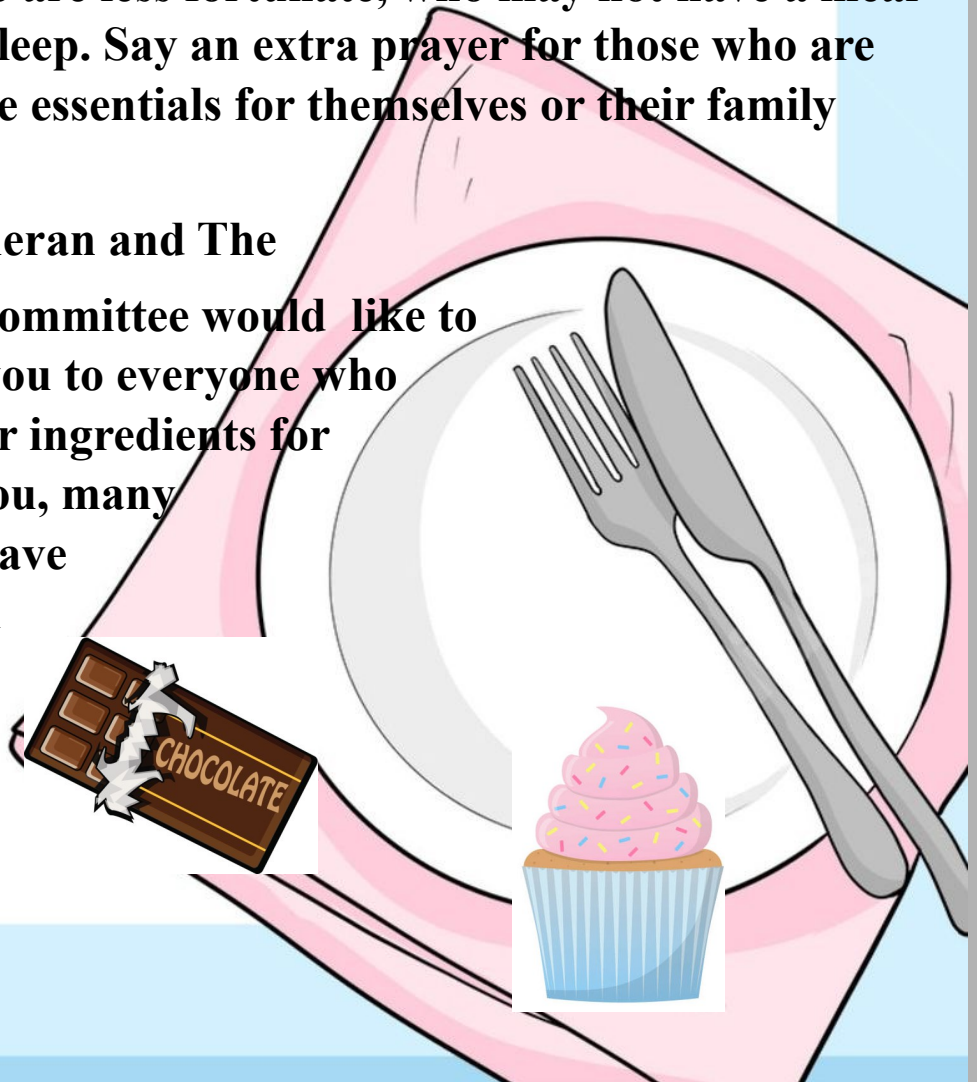 are less fortunate, who may not have a meal
leep. Say an extra prayer for those who are
e essentials for themselves or their family
eran and The
ommittee would like to
you to everyone who
r ingredients for
ou, many
ave
CHOCOLATE